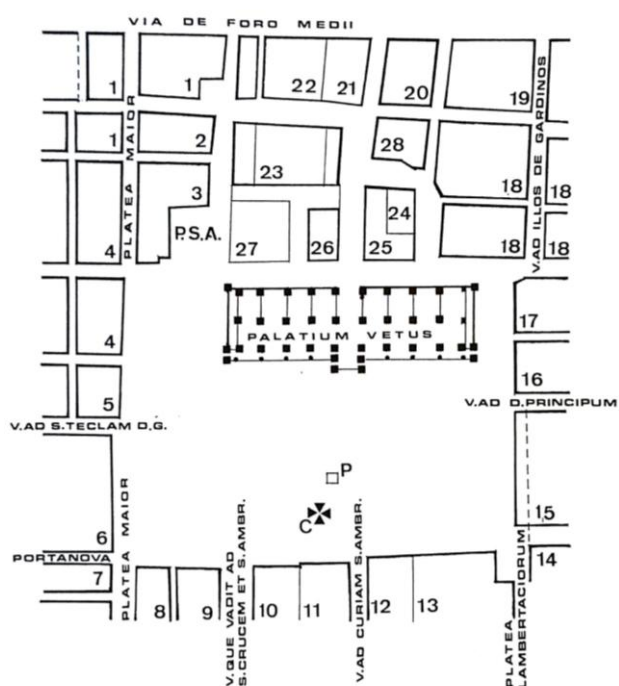 VIA DE FORO MEDII
1 1 22 21 20 19
PLATEA MAIOR
V. AD ILLOS DE GARDINOS
1 2 23 28 18 18
3 24
4 P.S.A. 27 26 25 18 18
PALATIUM VETUS
4 17
5 16
V. AD S. TECLAM D.G.
V. AD D. PRINCIPUM
P
C
6 15
PORTANOVA
7 14
PLATEA MAIOR
8 9 10 11 12 13
V. QUE VADIT AD
S. CRUCEM ET S. AMBR.
V. AD CURIAM S. AMBR.
PLATEA
LAMBERTACIORUM